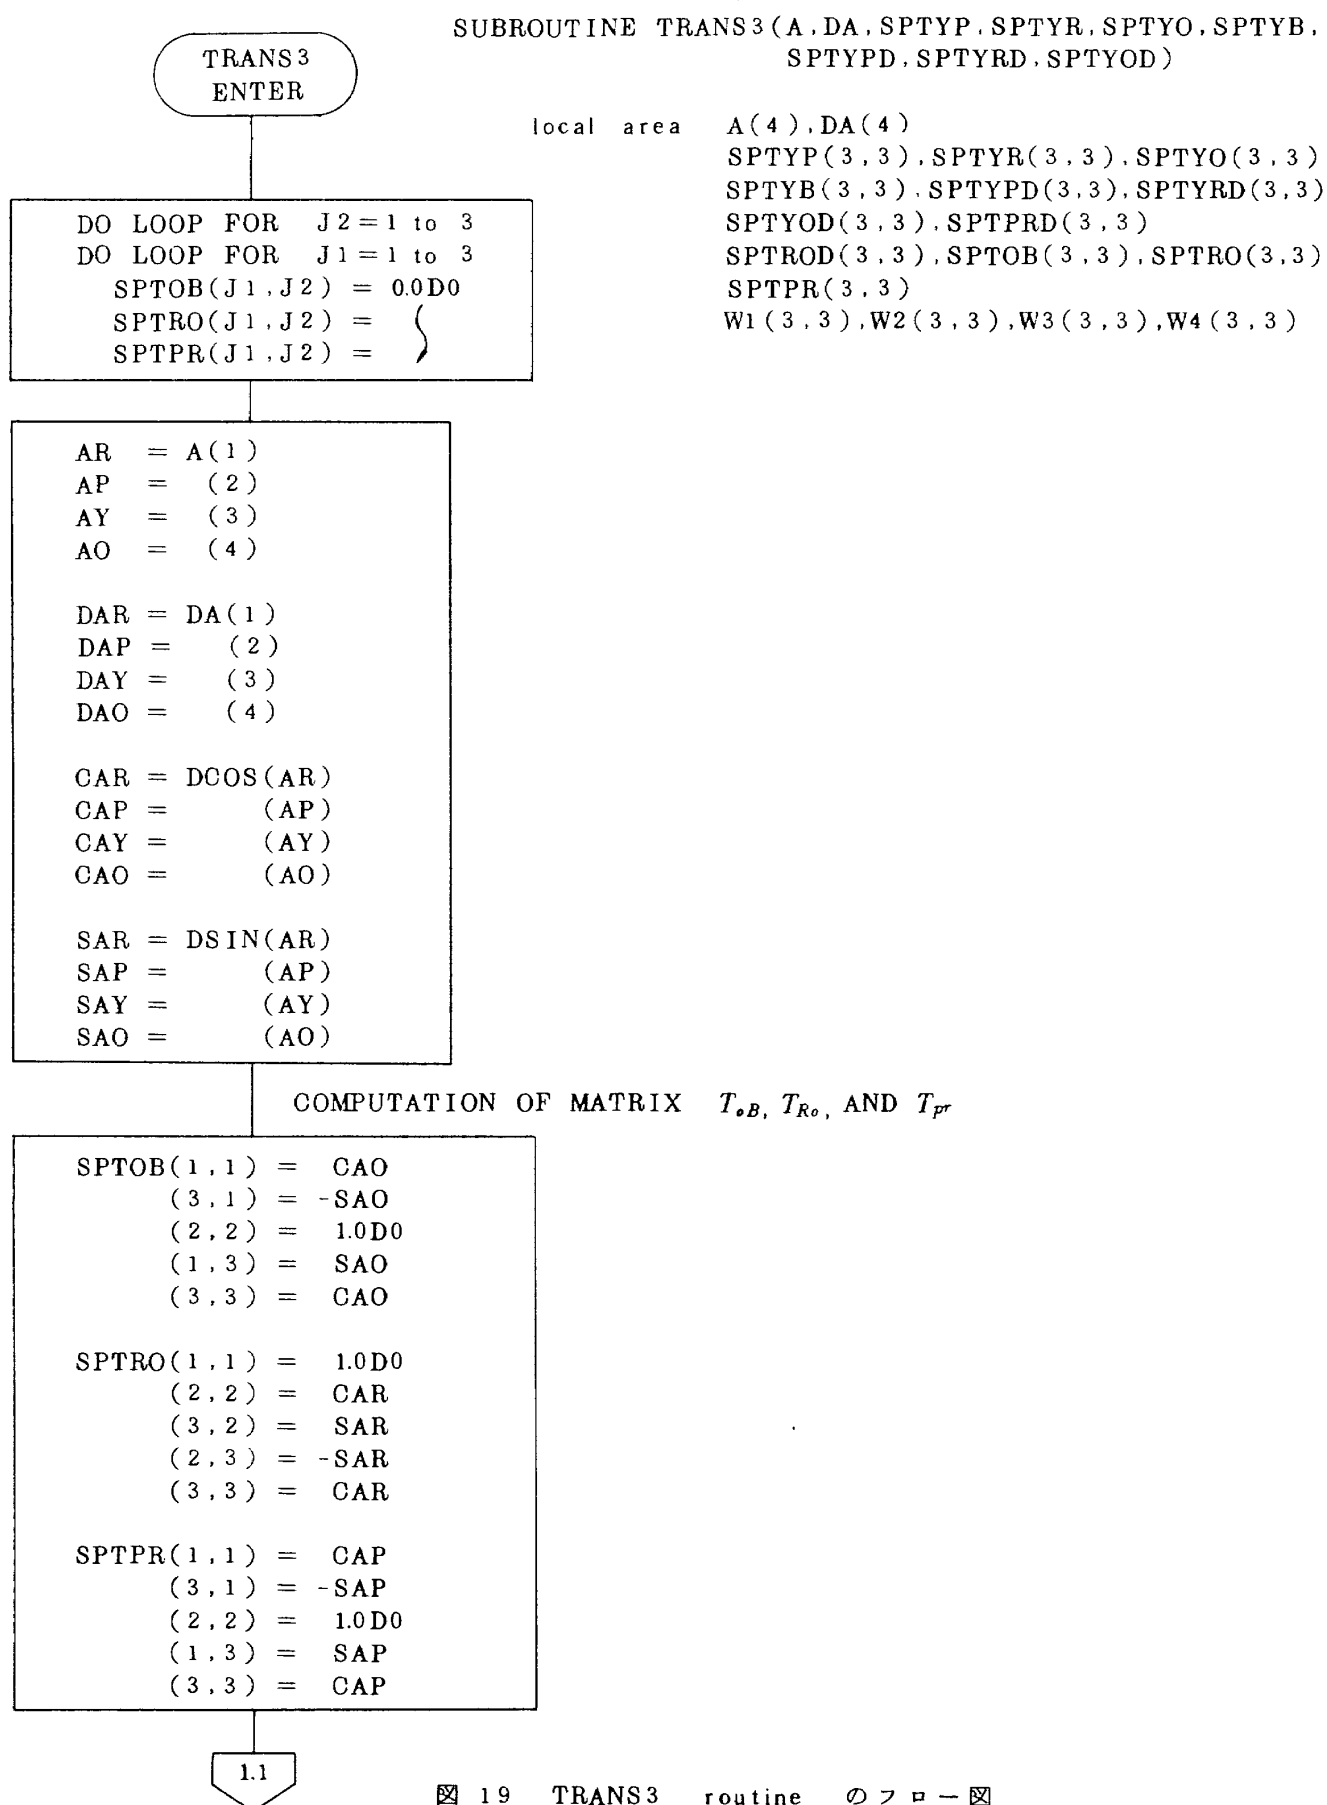 SUBROUTINE TRANS3(A,DA,SPTYP,SPTYR,SPTYO,SPTYB,
SPTYPD,SPTYRD,SPTYOD)
TRANS3
ENTER
local area A(4),DA(4)
SPTYP(3,3),SPTYR(3,3),SPTYO(3,3)
SPTYB(3,3),SPTYPD(3,3),SPTYRD(3,3)
SPTYOD(3,3),SPTPRD(3,3)
SPTROD(3,3),SPTOB(3,3),SPTRO(3,3)
SPTPR(3,3)
W1(3,3),W2(3,3),W3(3,3),W4(3,3)
DO LOOP FOR J2=1 to 3
DO LOOP FOR J1=1 to 3
SPTOB(J1,J2) = 0.0D0
SPTRO(J1,J2) =
SPTPR(J1,J2) =
AR = A(1)
AP = (2)
AY = (3)
AO = (4)
DAR = DA(1)
DAP = (2)
DAY = (3)
DAO = (4)
CAR = DCOS(AR)
CAP = (AP)
CAY = (AY)
CAO = (AO)
SAR = DSIN(AR)
SAP = (AP)
SAY = (AY)
SAO = (AO)
COMPUTATION OF MATRIX ToB, TRo, AND Tpr
SPTOB(1,1) = CAO
(3,1) = -SAO
(2,2) = 1.0D0
(1,3) = SAO
(3,3) = CAO
SPTRO(1,1) = 1.0D0
(2,2) = CAR
(3,2) = SAR
(2,3) = -SAR
(3,3) = CAR
SPTPR(1,1) = CAP
(3,1) = -SAP
(2,2) = 1.0D0
(1,3) = SAP
(3,3) = CAP
1.1
図 19 TRANS3 routine のフロー図